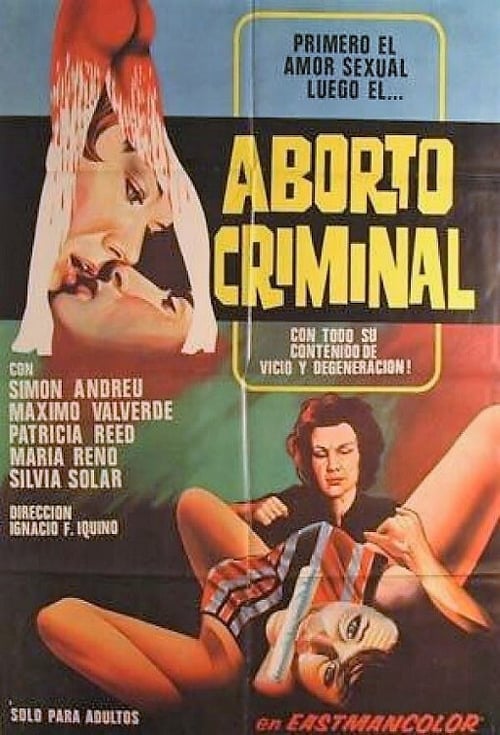 PRIMERO EL
AMOR SEXUAL
LUEGO EL...
ABORTO
CRIMINAL
CON TODO SU
CONTENIDO DE
VICIO Y DEGENERACION!
CON
SIMON ANDREU
MAXIMO VALVERDE
PATRICIA REED
MARIA RENO
SILVIA SOLAR
DIRECCION
IGNACIO F. IQUINO
SOLO PARA ADULTOS
en EASTMANCOLOR